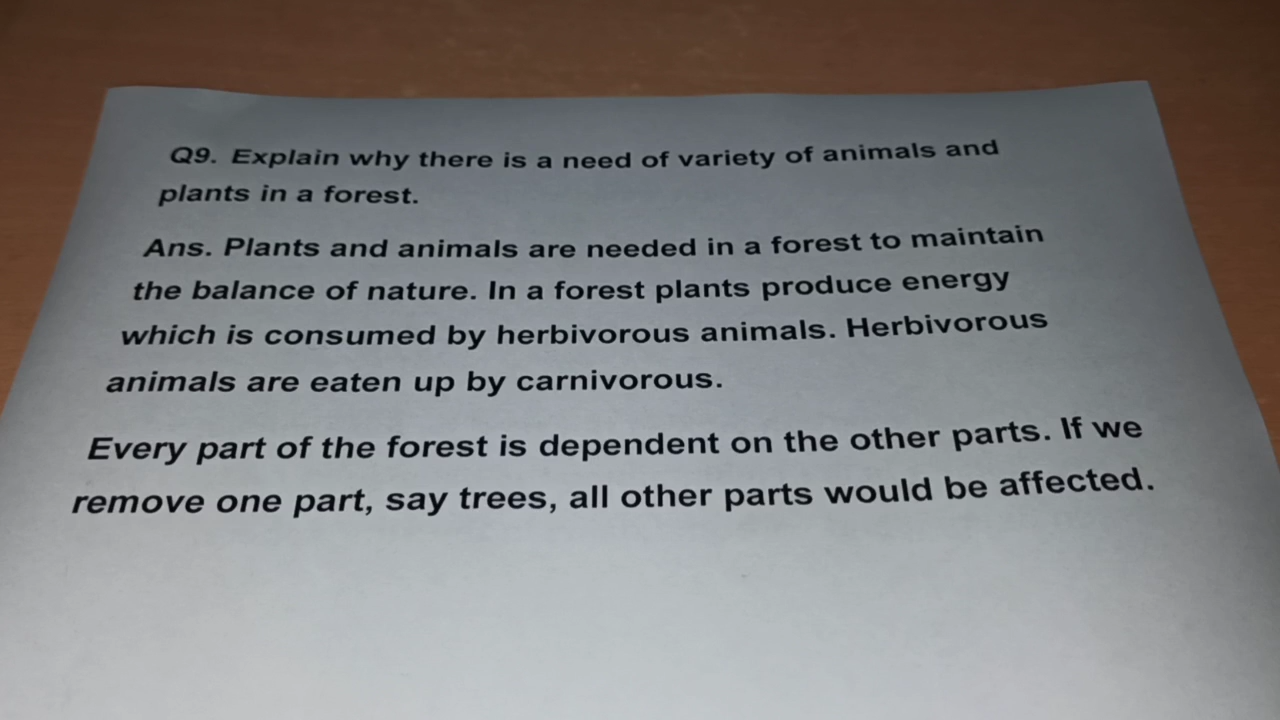 Q9. Explain why there is a need of variety of animals and
plants in a forest.
Ans. Plants and animals are needed in a forest to maintain
the balance of nature. In a forest plants produce energy
which is consumed by herbivorous animals. Herbivorous
animals are eaten up by carnivorous.
Every part of the forest is dependent on the other parts. If we
remove one part, say trees, all other parts would be affected.